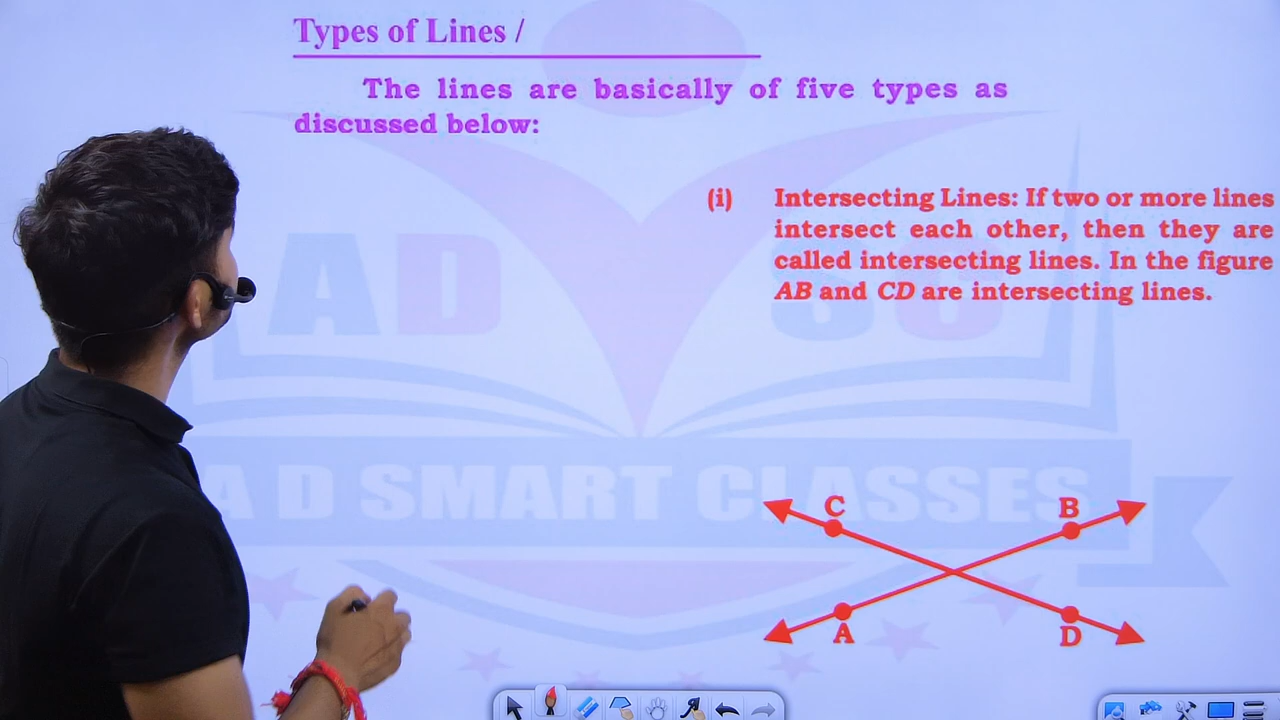 Types of Lines /
The lines are basically of five types as
discussed below:
(i) Intersecting Lines: If two or more lines
intersect each other, then they are
called intersecting lines. In the figure
AB and CD are intersecting lines.
AD SC
A D SMART CLASSES
C B
A D